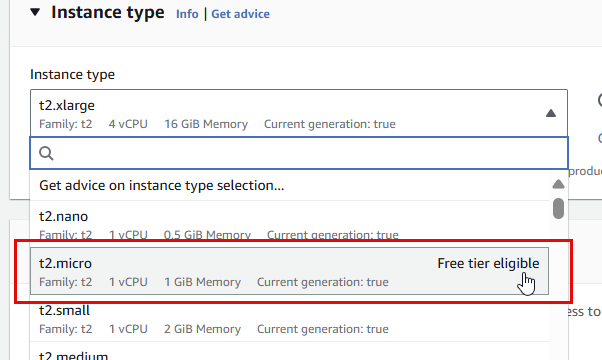 ▼ Instance type Info | Get advice
Instance type
t2.xlarge
Family: t2 4 vCPU 16 GiB Memory Current generation: true
Get advice on instance type selection...
produc
t2.nano
Family: t2 1 vCPU 0.5 GiB Memory Current generation: true
t2.micro Free tier eligible
Family: t2 1 vCPU 1 GiB Memory Current generation: true
t2.small
ess to
Family: t2 1 vCPU 2 GiB Memory Current generation: true
t2.medium